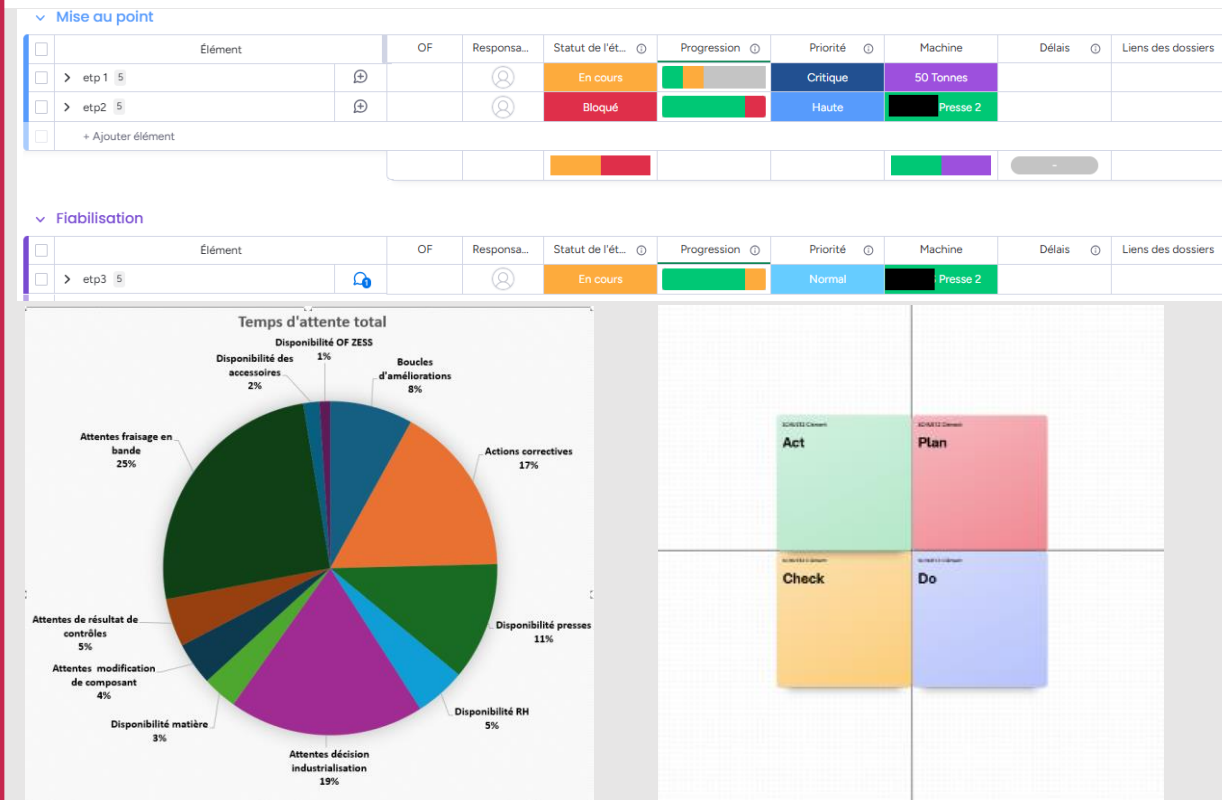 Mise au point
Élément OF Responsa... Statut de l'ét... Progression Priorité Machine Délais Liens des dossiers
etp 1 5 En cours Critique 50 Tonnes
etp2 5 Bloqué Haute Presse 2
+ Ajouter élément
-
Fiabilisation
Élément OF Responsa... Statut de l'ét... Progression Priorité Machine Délais Liens des dossiers
etp3 5 1 En cours Normal Presse 2
Temps d'attente total
Disponibilité OF ZESS
1%
Disponibilité des
accessoires
2%
Boucles
d'améliorations
8%
Attentes fraisage en
bande
25%
Actions correctives
17%
Disponibilité presses
11%
Attentes de résultat de
contrôles
5%
Attentes modification
de composant
4%
Disponibilité RH
5%
Disponibilité matière
3%
Attentes décision
industrialisation
19%
Act
Plan
Check
Do